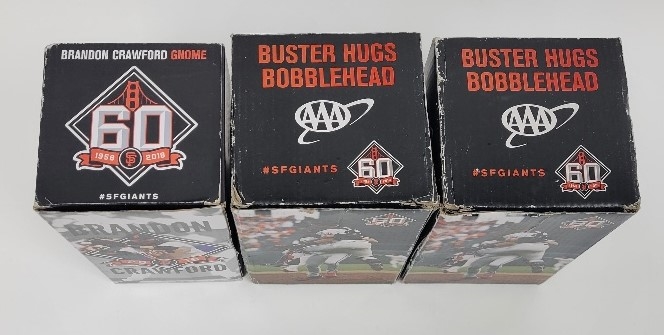 BRANDON CRAWFORD GNOME
60
1958 2018
SF
#SFGIANTS
BRANDON
CRAWFORD
BUSTER HUGS
BOBBLEHEAD
AAA
#SFGIANTS
60
BUSTER HUGS
BOBBLEHEAD
AAA
#SFGIANTS
60